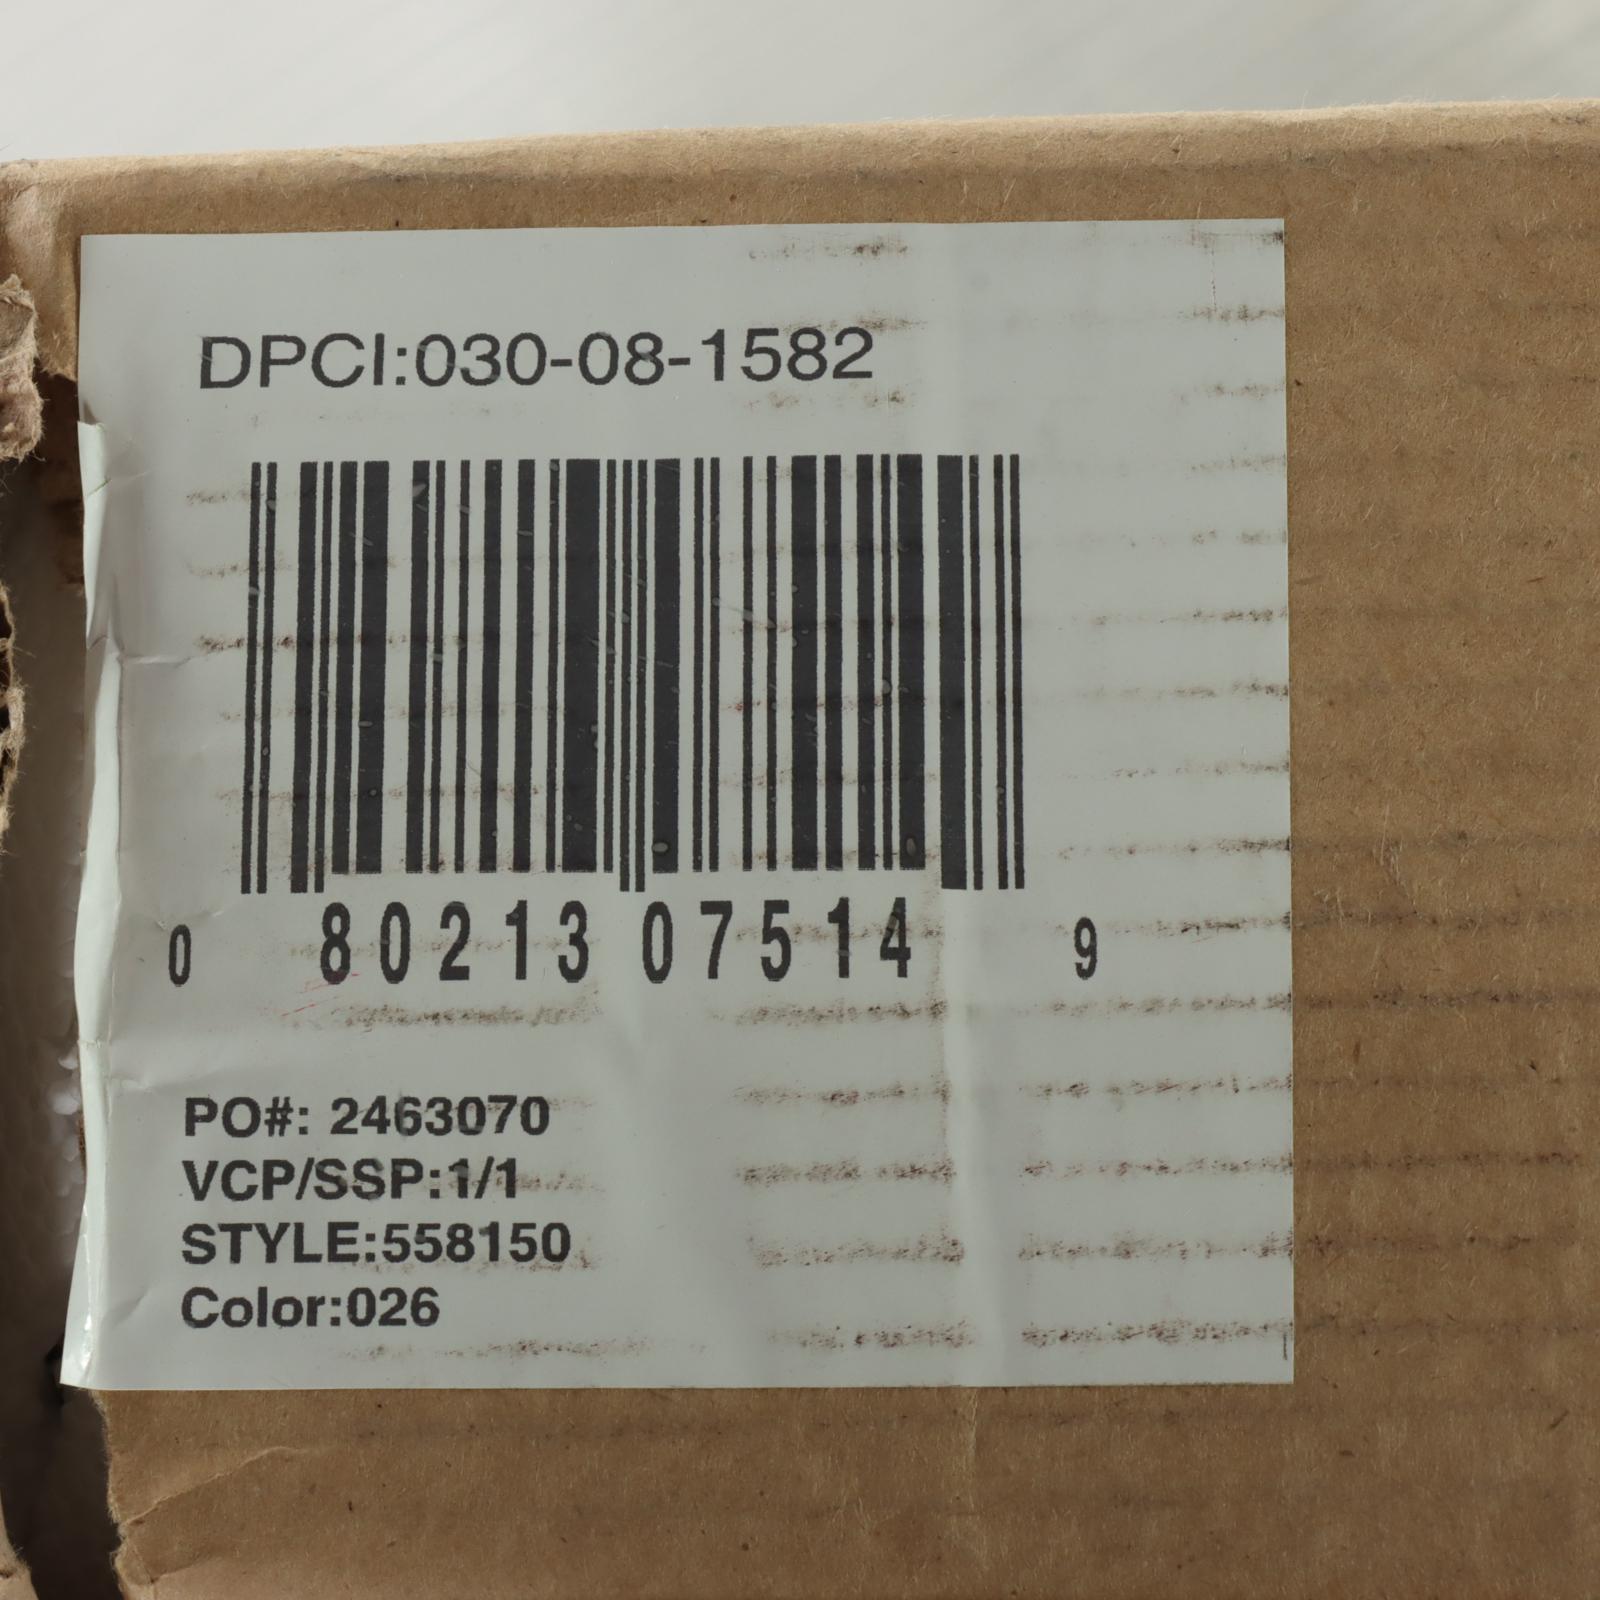 DPCI:030-08-1582
0 80213 07514 9
PO#: 2463070
VCP/SSP:1/1
STYLE:558150
Color:026